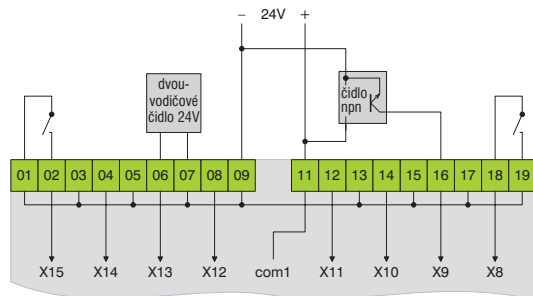 − 24V +
dvou-
vodičové
čidlo 24V
čidlo
npn
01 02 03 04 05 06 07 08 09 11 12 13 14 15 16 17 18 19
X15 X14 X13 X12 com1 X11 X10 X9 X8